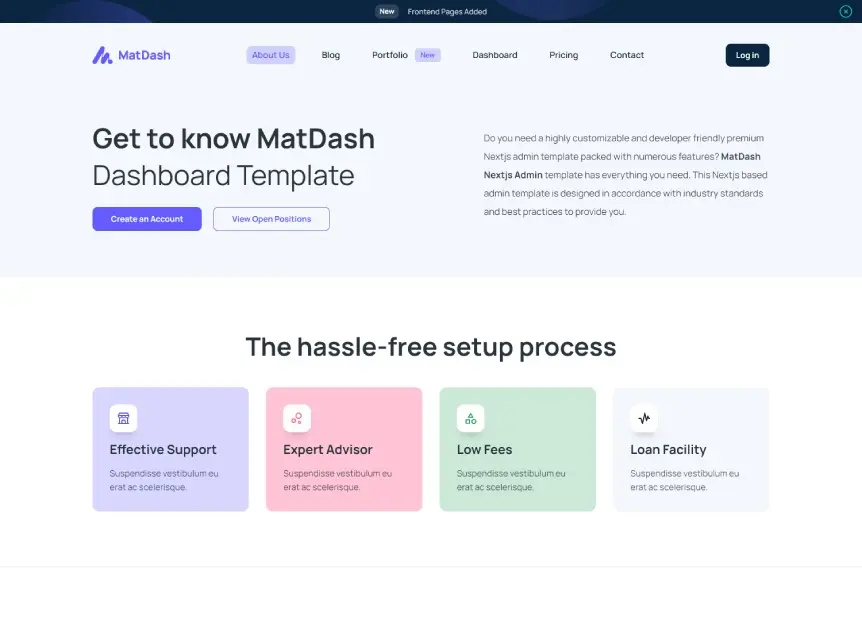 New Frontend Pages Added
MatDash
About Us
Blog
Portfolio New
Dashboard
Pricing
Contact
Log in
Get to know MatDash
Dashboard Template
Create an Account
View Open Positions
Do you need a highly customizable and developer friendly premium
Nextjs admin template packed with numerous features? MatDash
Nextjs Admin template has everything you need. This Nextjs based
admin template is designed in accordance with industry standards
and best practices to provide you.
The hassle-free setup process
Effective Support
Suspendisse vestibulum eu
erat ac scelerisque.
Expert Advisor
Suspendisse vestibulum eu
erat ac scelerisque.
Low Fees
Suspendisse vestibulum eu
erat ac scelerisque.
Loan Facility
Suspendisse vestibulum eu
erat ac scelerisque.